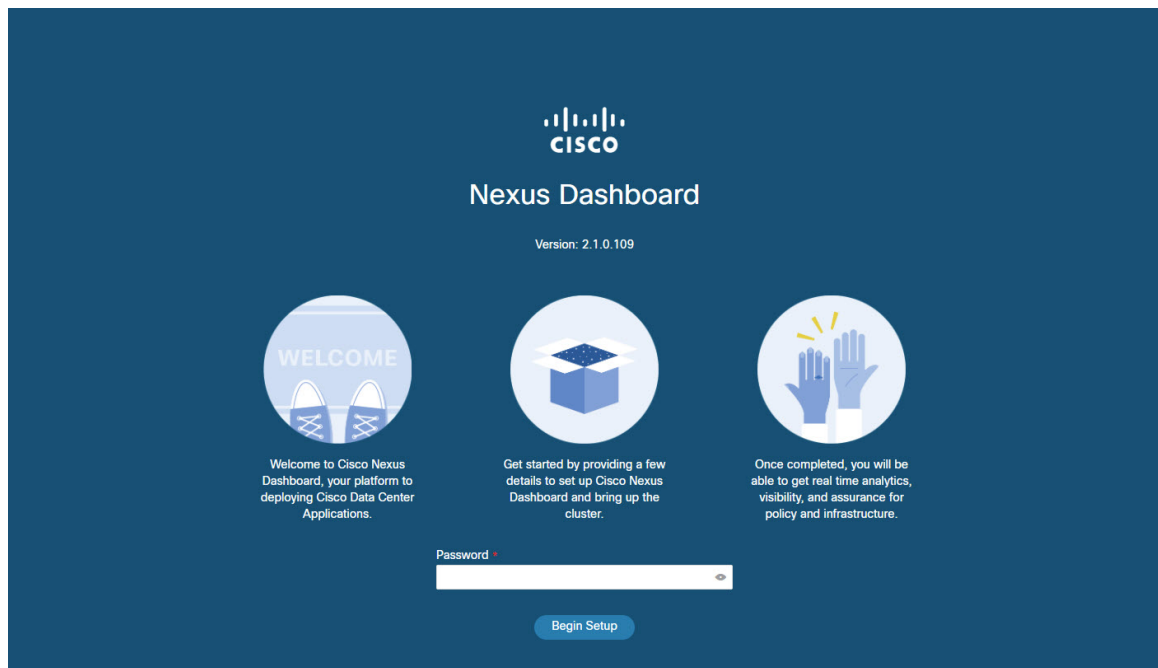 CISCO
Nexus Dashboard
Version: 2.1.0.109
WELCOME
Welcome to Cisco Nexus
Dashboard, your platform to
deploying Cisco Data Center
Applications.
Get started by providing a few
details to set up Cisco Nexus
Dashboard and bring up the
cluster.
Once completed, you will be
able to get real time analytics,
visibility, and assurance for
policy and infrastructure.
Password *
Begin Setup